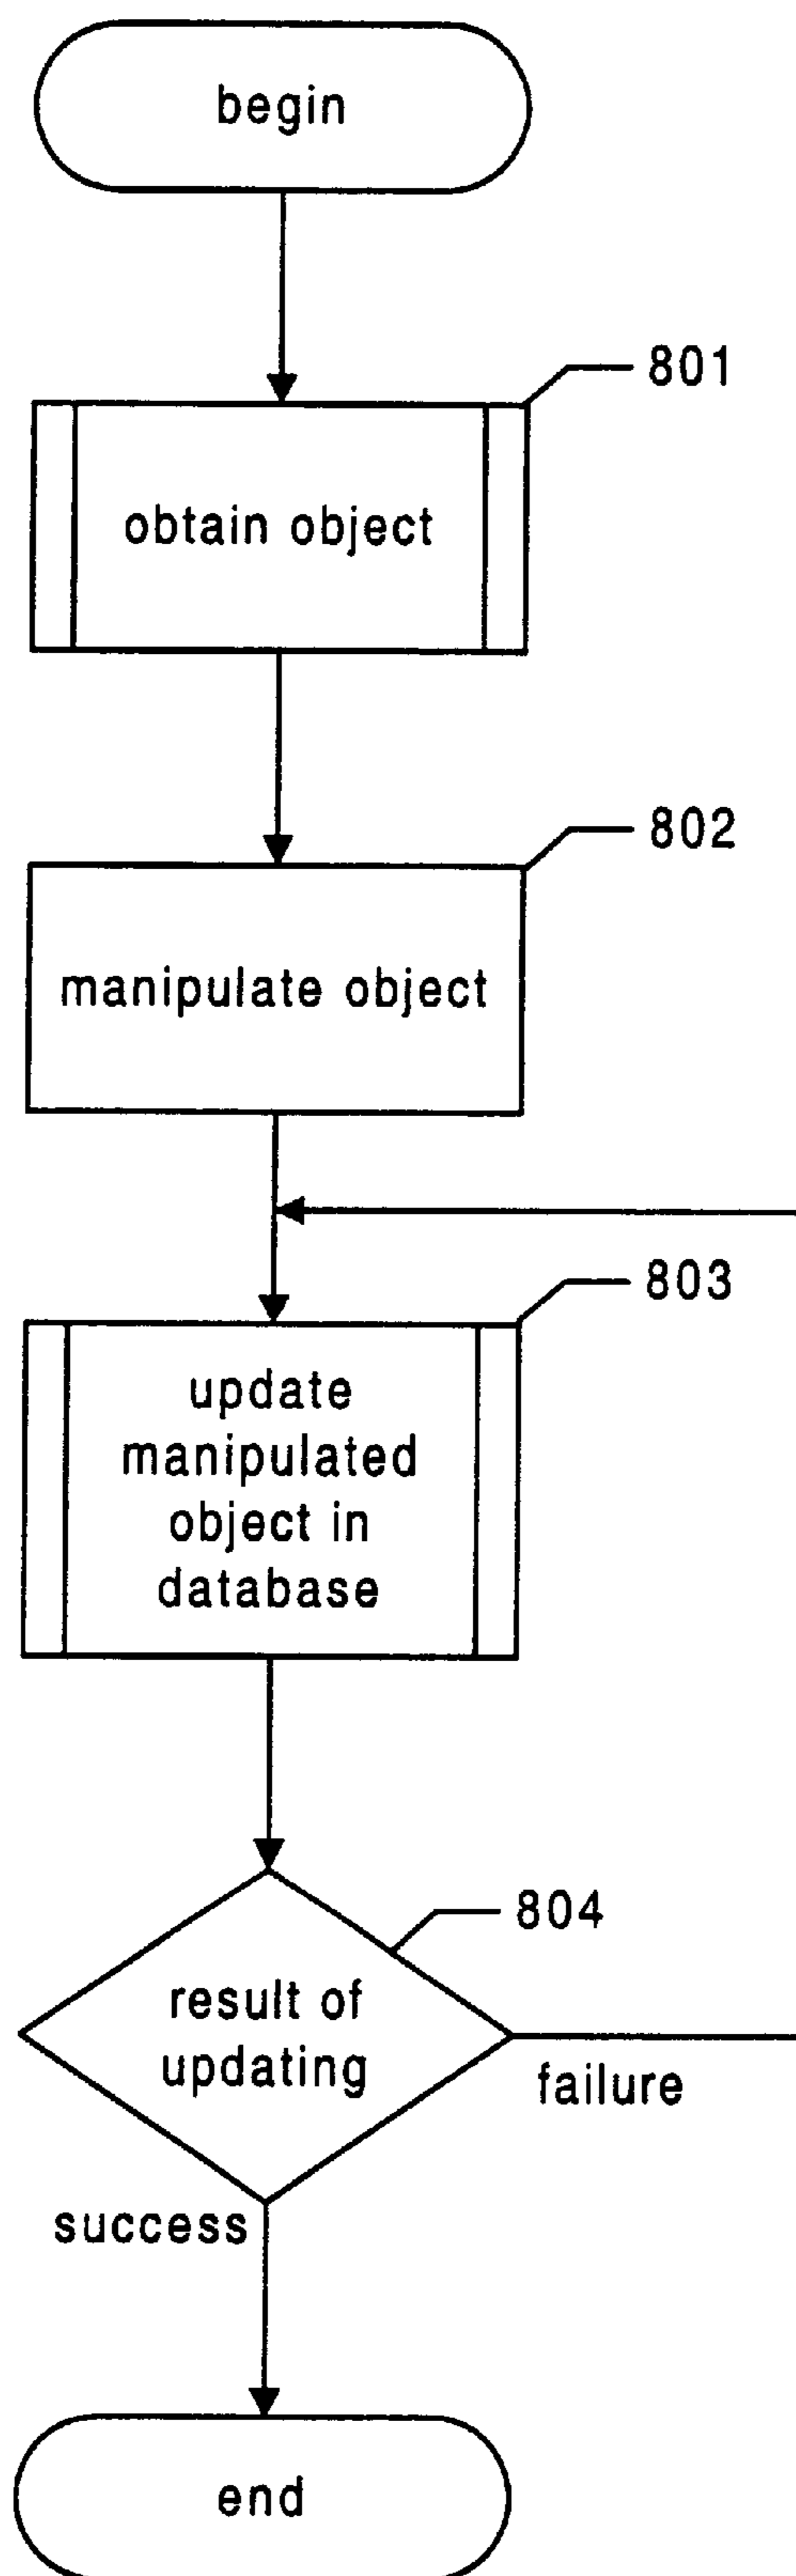 begin
801
obtain object
802
manipulate object
803
update
manipulated
object in
database
804
result of
updating
failure
success
end